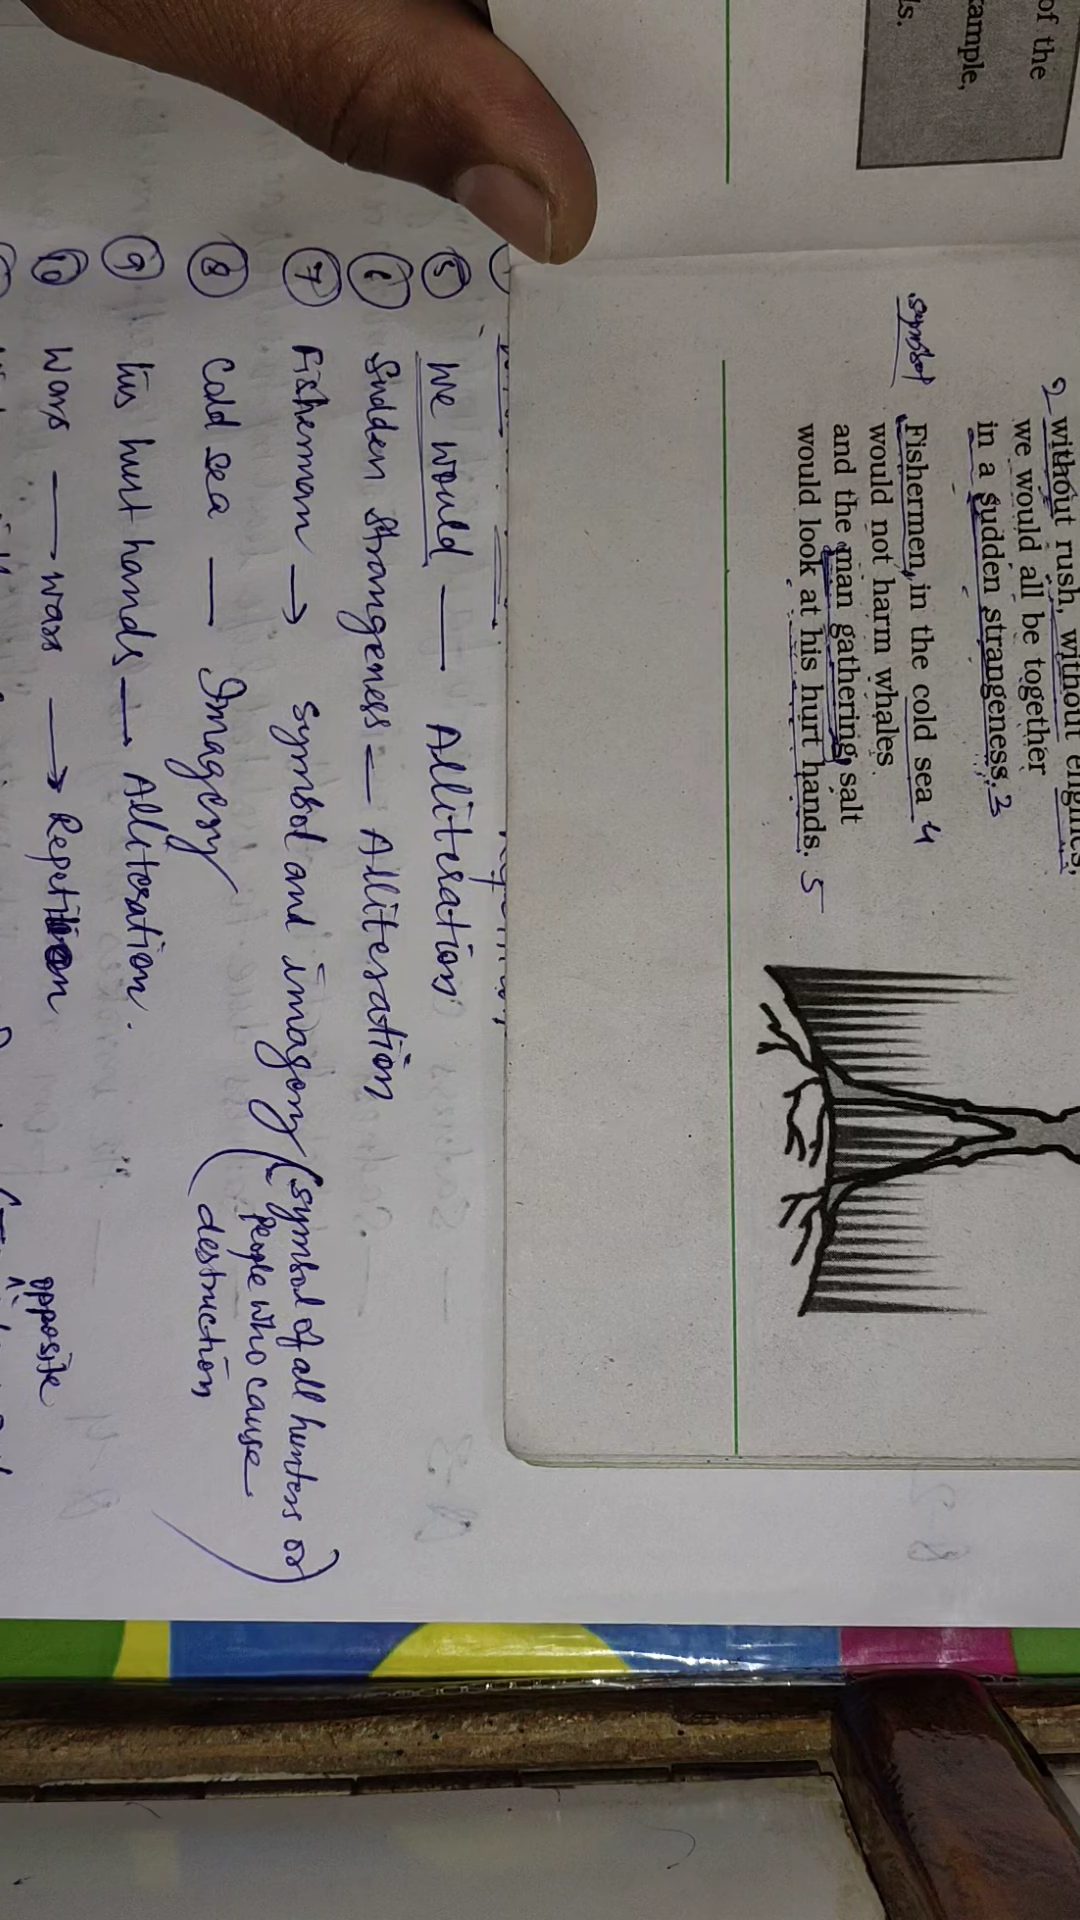 of the
xample,
ls.
2 without rush, without engines,
we would all be together
in a sudden strangeness. 3
symbol
Fishermen in the cold sea 4
would not harm whales
and the man gathering salt
would look at his hurt hands. 5
5 We would — Alliteration
6 Sudden strangeness — Alliteration
7 Fisherman → symbol and imagery (symbol of all hunters or
people who cause
destruction)
8 Cold sea — Imagery
9 his hurt hands → Alliteration.
10 Wars — wars → Repetition
opposite